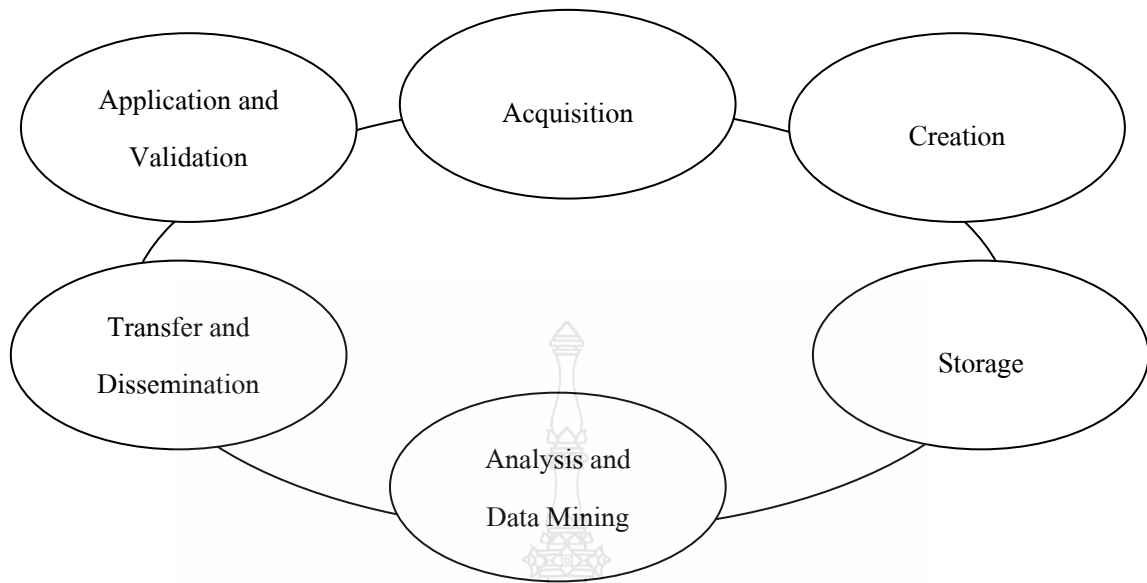 Application and
Validation
Acquisition
Creation
Transfer and
Dissemination
Storage
Analysis and
Data Mining